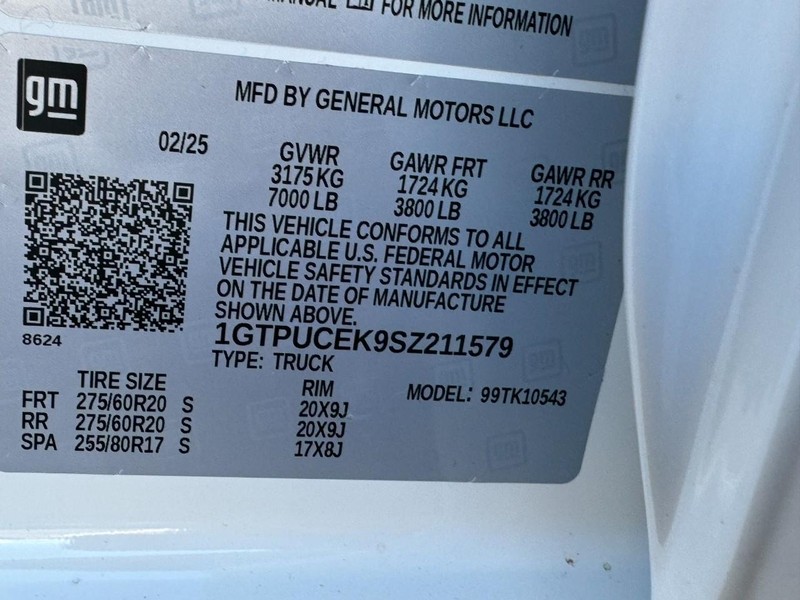 MANUAL FOR MORE INFORMATION
gm
MFD BY GENERAL MOTORS LLC
02/25
GVWR GAWR FRT GAWR RR
3175 KG 1724 KG 1724 KG
7000 LB 3800 LB 3800 LB
THIS VEHICLE CONFORMS TO ALL
APPLICABLE U.S. FEDERAL MOTOR
VEHICLE SAFETY STANDARDS IN EFFECT
ON THE DATE OF MANUFACTURE
SHOWN ABOVE.
8624
1GTPUCEK9SZ211579
TYPE: TRUCK
TIRE SIZE RIM MODEL: 99TK10543
FRT 275/60R20 S 20X9J
RR 275/60R20 S 20X9J
SPA 255/80R17 S 17X8J